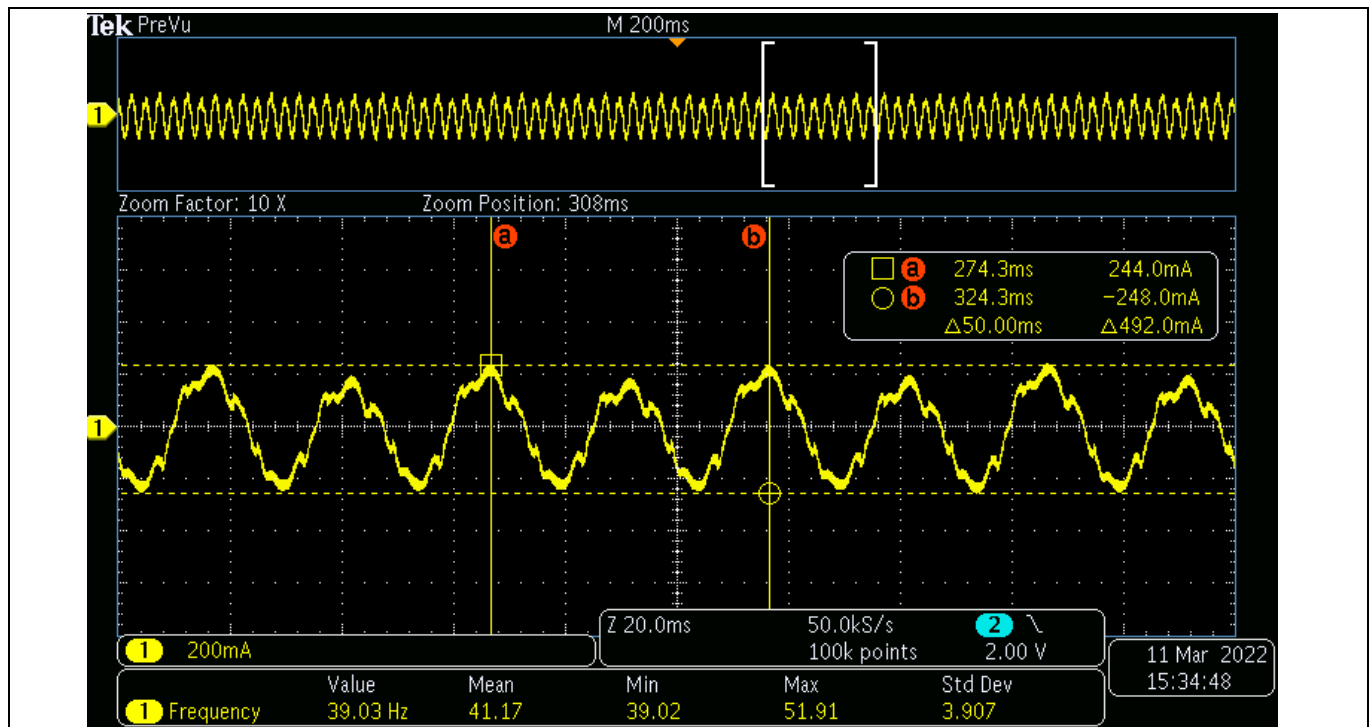 Tek PreVu M 200ms
1
Zoom Factor: 10 X Zoom Position: 308ms
a b
a 274.3ms 244.0mA
b 324.3ms −248.0mA
△50.00ms △492.0mA
1
1 200mA
Z 20.0ms 50.0kS/s 2 \
100k points 2.00 V
11 Mar 2022
15:34:48
Value Mean Min Max Std Dev
1 Frequency 39.03 Hz 41.17 39.02 51.91 3.907